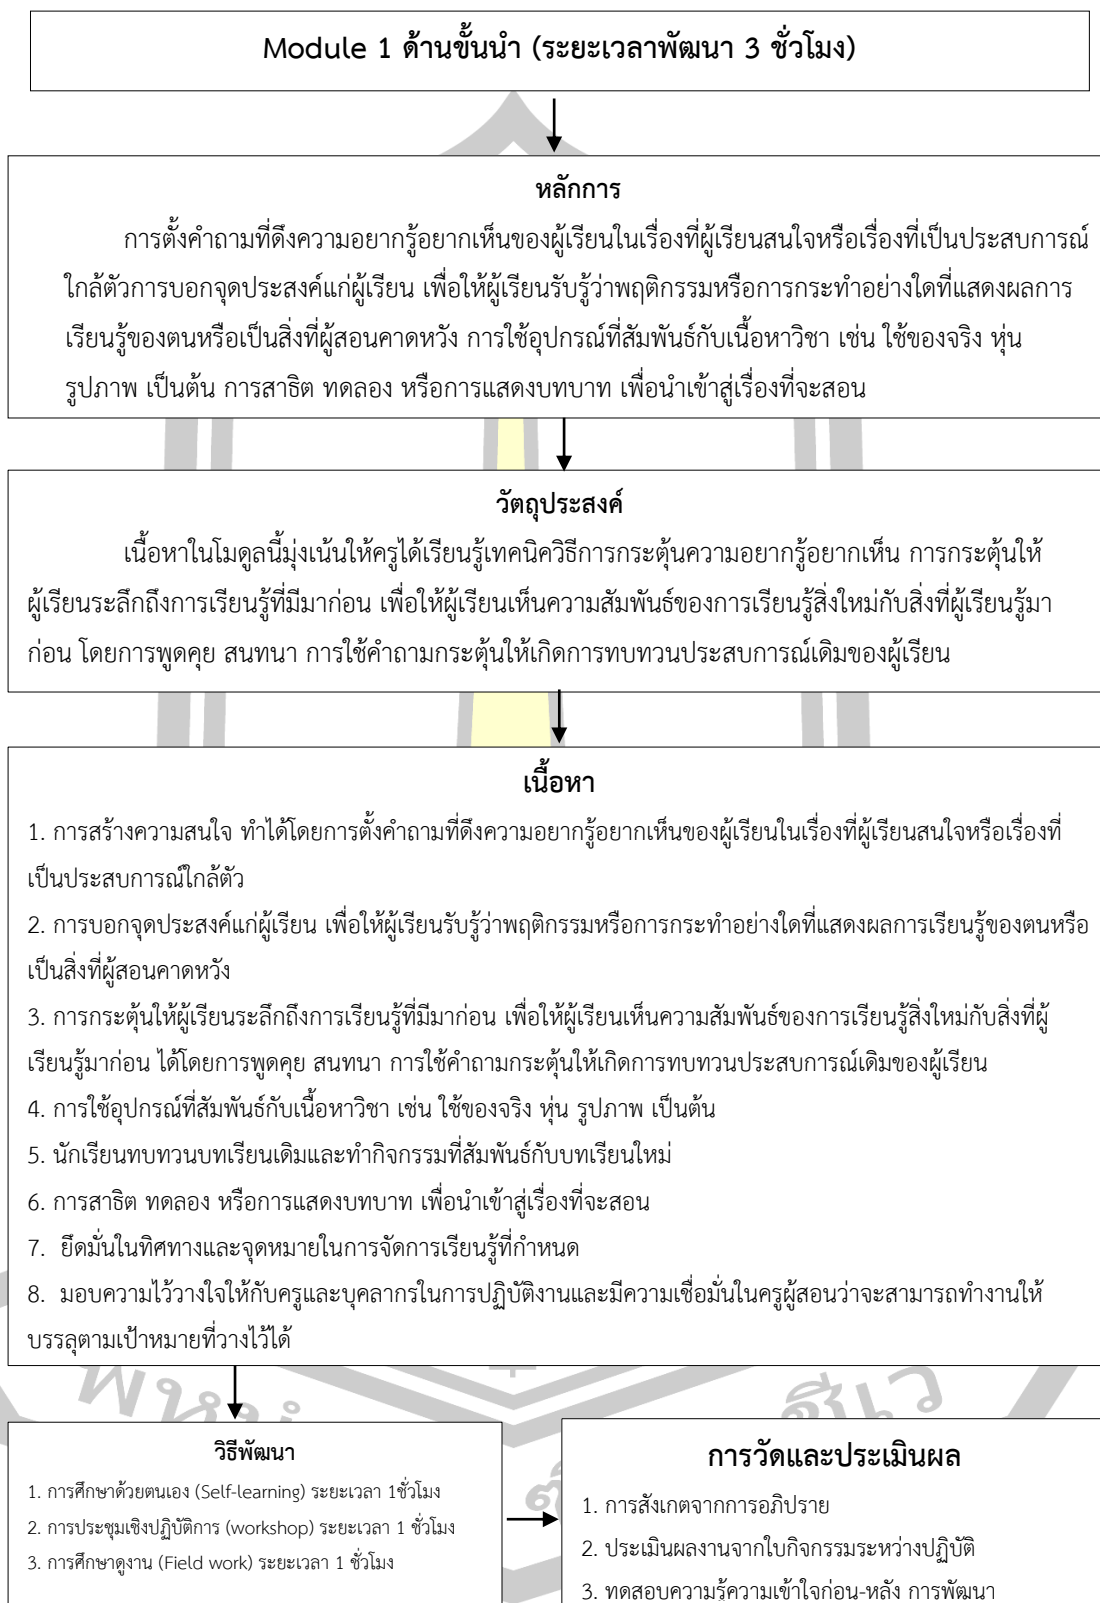 Module 1 ด้านขั้นนำ (ระยะเวลาพัฒนา 3 ชั่วโมง)
หลักการ
การตั้งคำถามที่ดึงความอยากรู้อยากเห็นของผู้เรียนในเรื่องที่ผู้เรียนสนใจหรือเรื่องที่เป็นประสบการณ์
ใกล้ตัวการบอกจุดประสงค์แก่ผู้เรียน เพื่อให้ผู้เรียนรับรู้ว่าพฤติกรรมหรือการกระทำอย่างใดที่แสดงผลการ
เรียนรู้ของตนหรือเป็นสิ่งที่ผู้สอนคาดหวัง การใช้อุปกรณ์ที่สัมพันธ์กับเนื้อหาวิชา เช่น ใช้ของจริง หุ่น
รูปภาพ เป็นต้น การสาธิต ทดลอง หรือการแสดงบทบาท เพื่อนำเข้าสู่เรื่องที่จะสอน
วัตถุประสงค์
เนื้อหาในโมดูลนี้มุ่งเน้นให้ครูได้เรียนรู้เทคนิควิธีการกระตุ้นความอยากรู้อยากเห็น การกระตุ้นให้
ผู้เรียนระลึกถึงการเรียนรู้ที่มีมาก่อน เพื่อให้ผู้เรียนเห็นความสัมพันธ์ของการเรียนรู้สิ่งใหม่กับสิ่งที่ผู้เรียนรู้มา
ก่อน โดยการพูดคุย สนทนา การใช้คำถามกระตุ้นให้เกิดการทบทวนประสบการณ์เดิมของผู้เรียน
เนื้อหา
1. การสร้างความสนใจ ทำได้โดยการตั้งคำถามที่ดึงความอยากรู้อยากเห็นของผู้เรียนในเรื่องที่ผู้เรียนสนใจหรือเรื่องที่
เป็นประสบการณ์ใกล้ตัว
2. การบอกจุดประสงค์แก่ผู้เรียน เพื่อให้ผู้เรียนรับรู้ว่าพฤติกรรมหรือการกระทำอย่างใดที่แสดงผลการเรียนรู้ของตนหรือ
เป็นสิ่งที่ผู้สอนคาดหวัง
3. การกระตุ้นให้ผู้เรียนระลึกถึงการเรียนรู้ที่มีมาก่อน เพื่อให้ผู้เรียนเห็นความสัมพันธ์ของการเรียนรู้สิ่งใหม่กับสิ่งที่ผู้
เรียนรู้มาก่อน ได้โดยการพูดคุย สนทนา การใช้คำถามกระตุ้นให้เกิดการทบทวนประสบการณ์เดิมของผู้เรียน
4. การใช้อุปกรณ์ที่สัมพันธ์กับเนื้อหาวิชา เช่น ใช้ของจริง หุ่น รูปภาพ เป็นต้น
5. นักเรียนทบทวนบทเรียนเดิมและทำกิจกรรมที่สัมพันธ์กับบทเรียนใหม่
6. การสาธิต ทดลอง หรือการแสดงบทบาท เพื่อนำเข้าสู่เรื่องที่จะสอน
7. ยึดมั่นในทิศทางและจุดหมายในการจัดการเรียนรู้ที่กำหนด
8. มอบความไว้วางใจให้กับครูและบุคลากรในการปฏิบัติงานและมีความเชื่อมั่นในครูผู้สอนว่าจะสามารถทำงานให้
บรรลุตามเป้าหมายที่วางไว้ได้
วิธีพัฒนา
1. การศึกษาด้วยตนเอง (Self-learning) ระยะเวลา 1ชั่วโมง
2. การประชุมเชิงปฏิบัติการ (workshop) ระยะเวลา 1 ชั่วโมง
3. การศึกษาดูงาน (Field work) ระยะเวลา 1 ชั่วโมง
การวัดและประเมินผล
1. การสังเกตจากการอภิปราย
2. ประเมินผลงานจากใบกิจกรรมระหว่างปฏิบัติ
3. ทดสอบความรู้ความเข้าใจก่อน-หลัง การพัฒนา